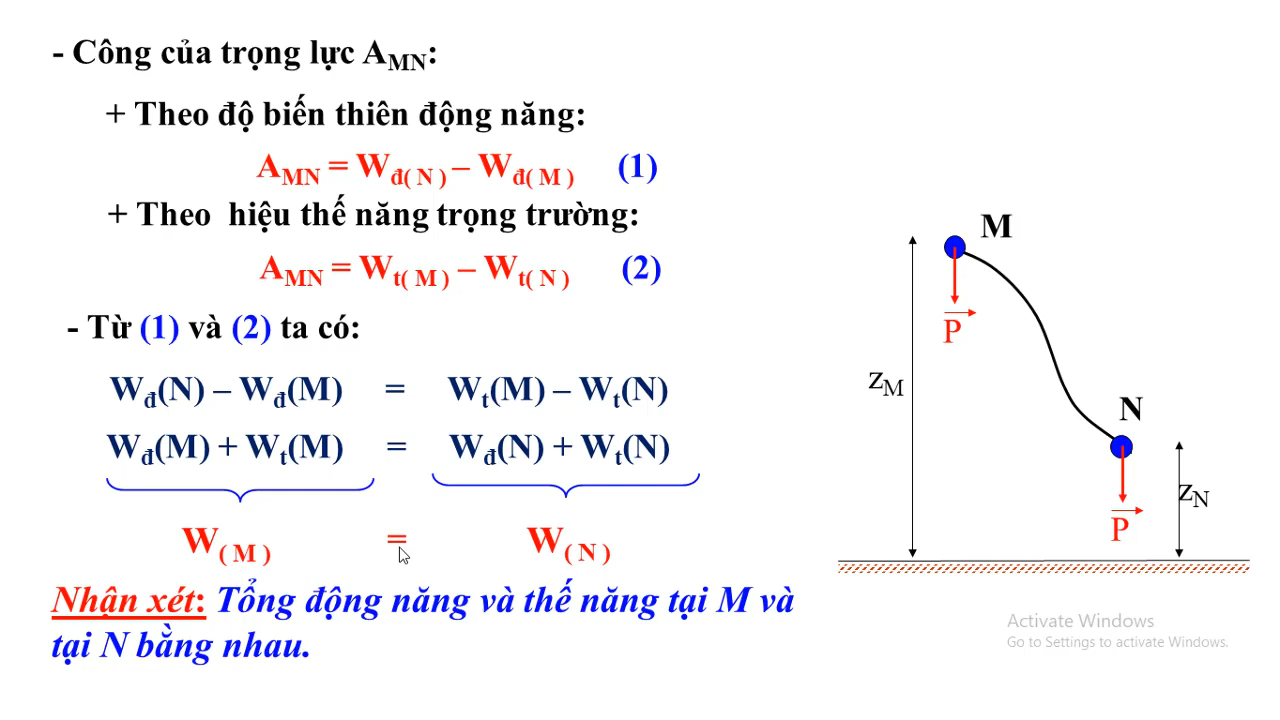 - Công của trọng lực AMN:
+ Theo độ biến thiên động năng:
AMN = Wđ( N ) – Wđ( M ) (1)
+ Theo hiệu thế năng trọng trường:
AMN = Wt( M ) – Wt( N ) (2)
- Từ (1) và (2) ta có:
Wđ(N) – Wđ(M) = Wt(M) – Wt(N)
Wđ(M) + Wt(M) = Wđ(N) + Wt(N)
W( M ) = W( N )
Nhận xét: Tổng động năng và thế năng tại M và
tại N bằng nhau.
M
P
zM
N
zN
P
Activate Windows
Go to Settings to activate Windows.